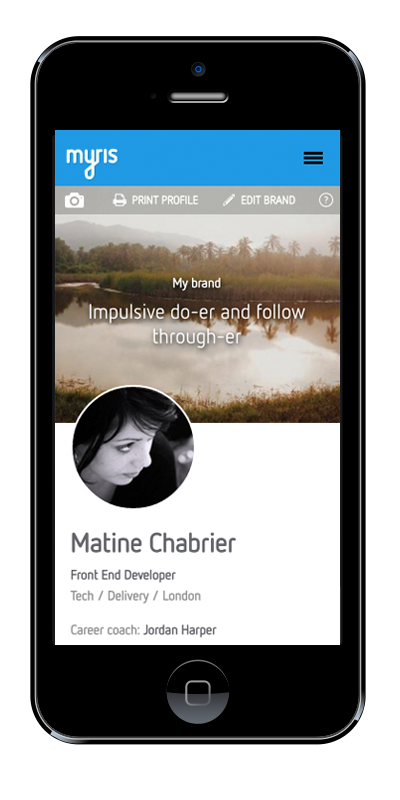 myris
PRINT PROFILE EDIT BRAND ?
My brand
Impulsive do-er and follow
through-er
Matine Chabrier
Front End Developer
Tech / Delivery / London
Career coach: Jordan Harper